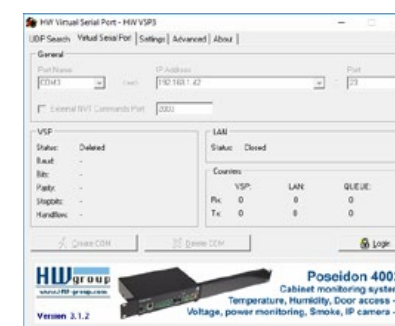 HW Virtual Serial Port - HW VSP3
UDP Search Virtual Serial Port Settings Advanced About
General
Port Name IP Address Port
COM3 192.168.1.42 : 23
External NVT Commands Port 2003
VSP LAN
Status: Deleted Status: Closed
Baud: -
Bits: - Counters
Parity: - VSP: LAN: QUEUE:
Stopbits: - Rx: 0 0 0
Handflow: - Tx: 0 0 0
Create COM Delete COM Login
HWgroup
www.HW-group.com
Version 3.1.2
Poseidon 4002
Cabinet monitoring system
Temperature, Humidity, Door access -
Voltage, power monitoring, Smoke, IP camera -